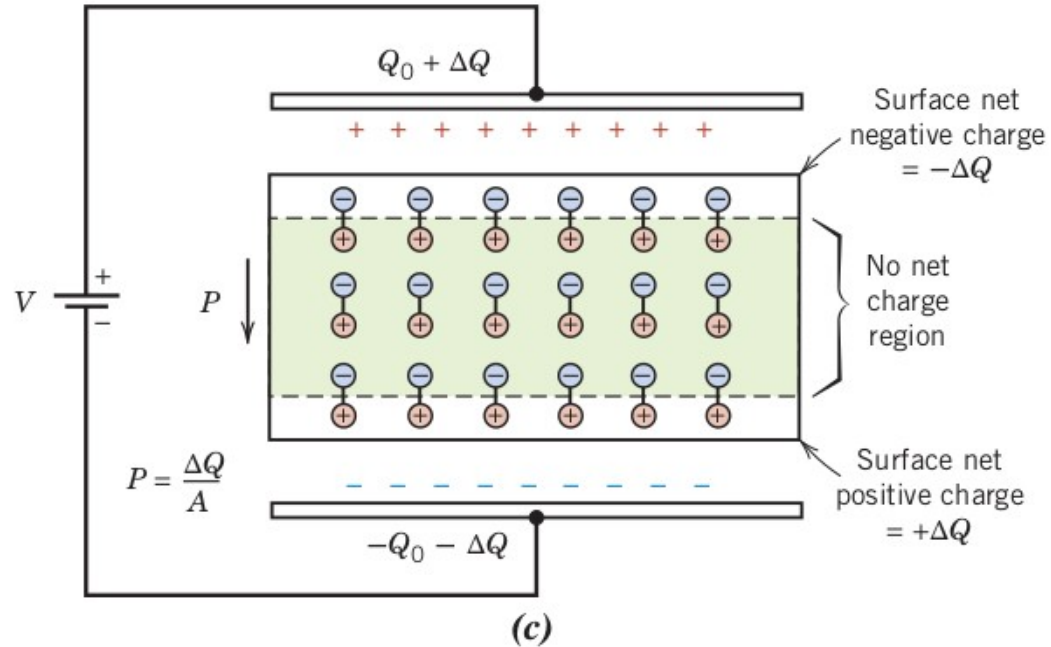 Q₀ + ΔQ
+ + + + + + + + +
Surface net
negative charge
= −ΔQ
− − − − − −
+ + + + + +
V
+
−
P
− − − − − −
+ + + + + +
No net
charge
region
− − − − − −
+ + + + + +
P = ΔQ/A
− − − − − − − − −
−Q₀ − ΔQ
Surface net
positive charge
= +ΔQ
(c)